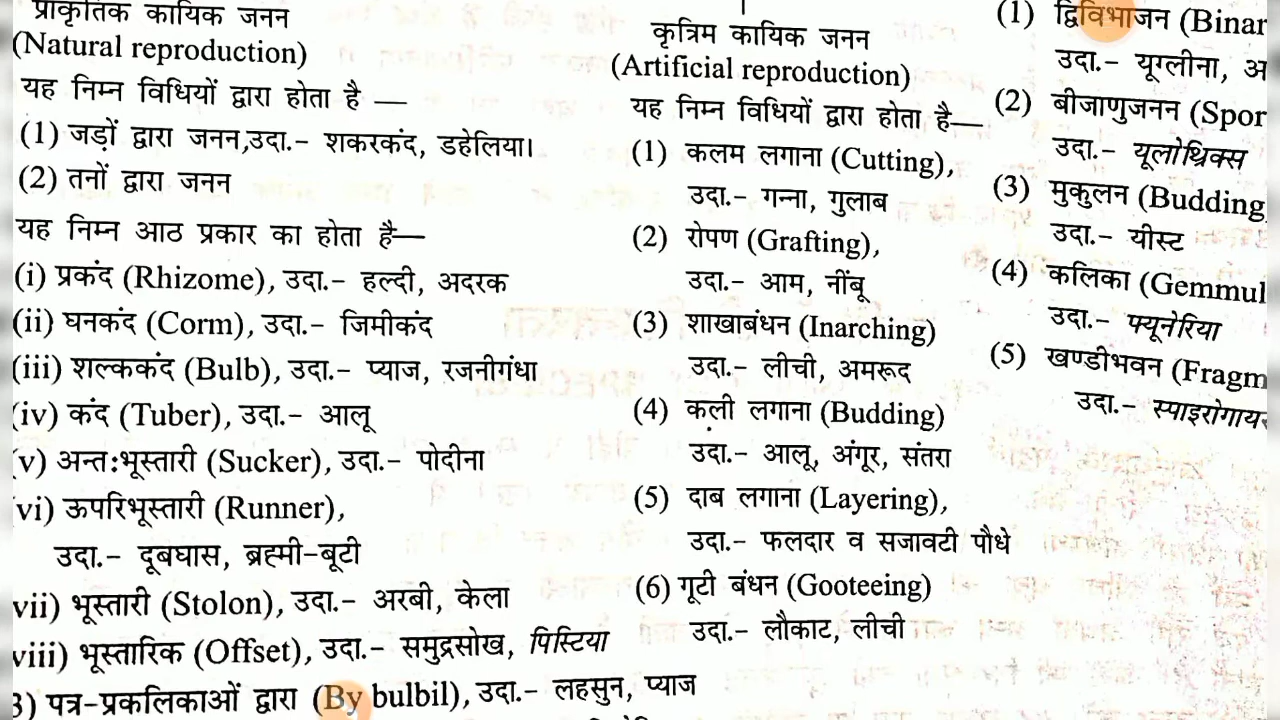 प्राकृतिक कायिक जनन
(Natural reproduction)
यह निम्न विधियों द्वारा होता है —
(1) जड़ों द्वारा जनन,उदा.– शकरकंद, डहेलिया।
(2) तनों द्वारा जनन
यह निम्न आठ प्रकार का होता है—
(i) प्रकंद (Rhizome), उदा.– हल्दी, अदरक
(ii) घनकंद (Corm), उदा.– जिमीकंद
(iii) शल्ककंद (Bulb), उदा.– प्याज, रजनीगंधा
(iv) कंद (Tuber), उदा.– आलू
(v) अन्तःभूस्तारी (Sucker), उदा.– पोदीना
(vi) ऊपरिभूस्तारी (Runner),
उदा.– दूबघास, ब्रह्मी–बूटी
vii) भूस्तारी (Stolon), उदा.– अरबी, केला
viii) भूस्तारिक (Offset), उदा.– समुद्रसोख, पिस्टिया
3) पत्र–प्रकलिकाओं द्वारा (By bulbil), उदा.– लहसुन, प्याज
कृत्रिम कायिक जनन
(Artificial reproduction)
यह निम्न विधियों द्वारा होता है—
(1) कलम लगाना (Cutting),
उदा.– गन्ना, गुलाब
(2) रोपण (Grafting),
उदा.– आम, नींबू
(3) शाखाबंधन (Inarching)
उदा.– लीची, अमरूद
(4) कली लगाना (Budding)
उदा.– आलू, अंगूर, संतरा
(5) दाब लगाना (Layering),
उदा.– फलदार व सजावटी पौधे
(6) गूटी बंधन (Gooteeing)
उदा.– लौकाट, लीची
(1) द्विविभाजन (Binar
उदा.– यूग्लीना, अ
(2) बीजाणुजनन (Spor
उदा.– यूलोथ्रिक्स
(3) मुकुलन (Budding
उदा.– यीस्ट
(4) कलिका (Gemmul
उदा.– फ्यूनेरिया
(5) खण्डीभवन (Fragm
उदा.– स्पाइरोगायर